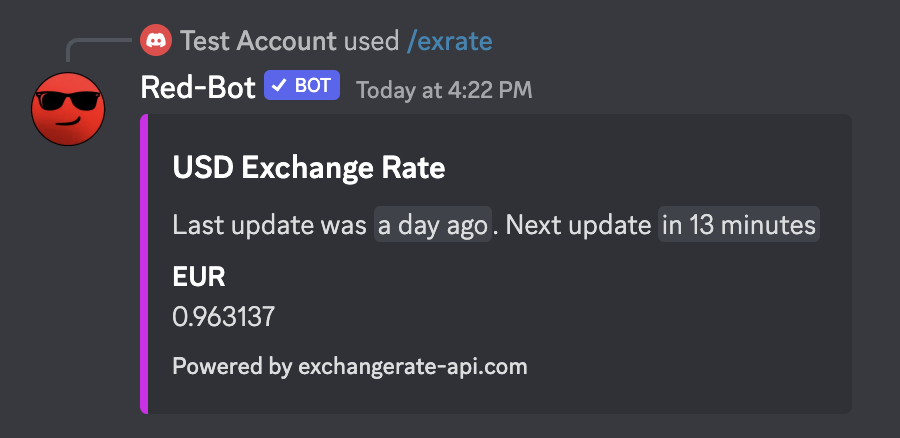 Test Account used /exrate
Red-Bot BOT Today at 4:22 PM
USD Exchange Rate
Last update was a day ago. Next update in 13 minutes
EUR
0.963137
Powered by exchangerate-api.com